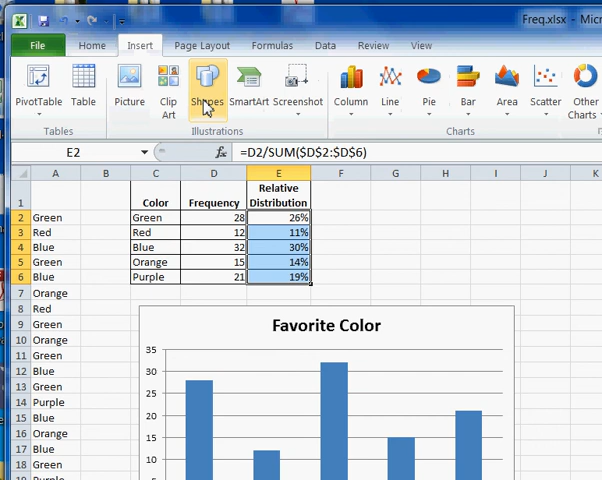 Freq.xlsx - Micr
File Home Insert Page Layout Formulas Data Review View
PivotTable Table Picture Clip Art Shapes SmartArt Screenshot Column Line Pie Bar Area Scatter Other Charts
Tables Illustrations Charts
E2 fx =D2/SUM($D$2:$D$6)
A B C D E F G H I J K
1 Color Frequency Relative Distribution
2 Green Green 28 26%
3 Red Red 12 11%
4 Blue Blue 32 30%
5 Green Orange 15 14%
6 Blue Purple 21 19%
7 Orange
8 Red
9 Green
10 Orange
11 Green
12 Blue
13 Green
14 Purple
15 Blue
16 Orange
17 Blue
18 Green
Favorite Color
35
30
25
20
15
10